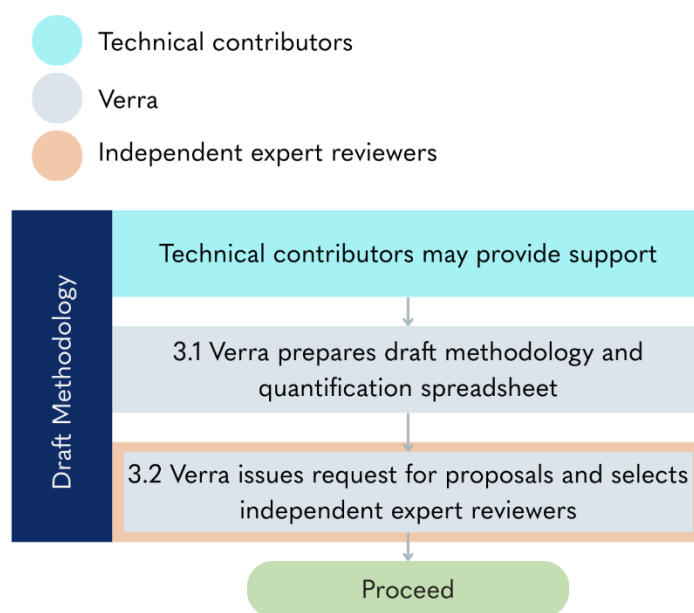 Technical contributors
Verra
Independent expert reviewers
Draft Methodology
Technical contributors may provide support
3.1 Verra prepares draft methodology and
quantification spreadsheet
3.2 Verra issues request for proposals and selects
independent expert reviewers
Proceed